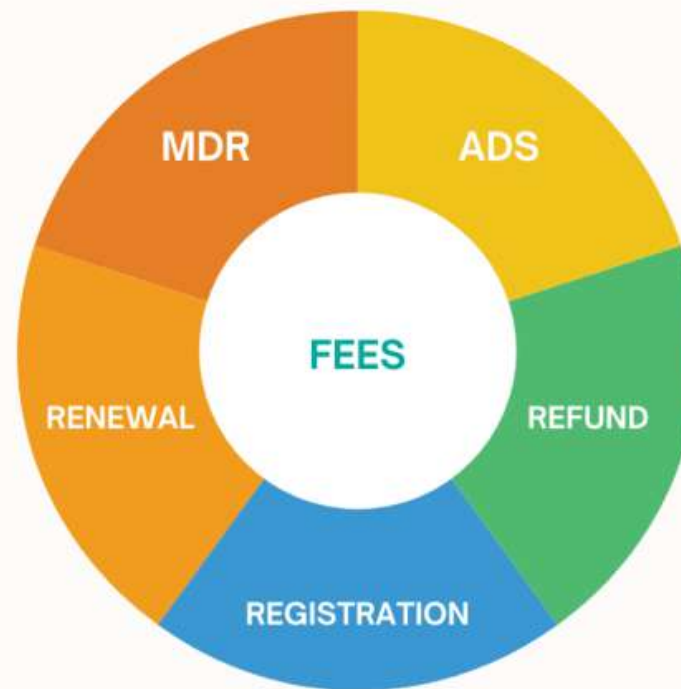 MDR
ADS
FEES
RENEWAL
REFUND
REGISTRATION